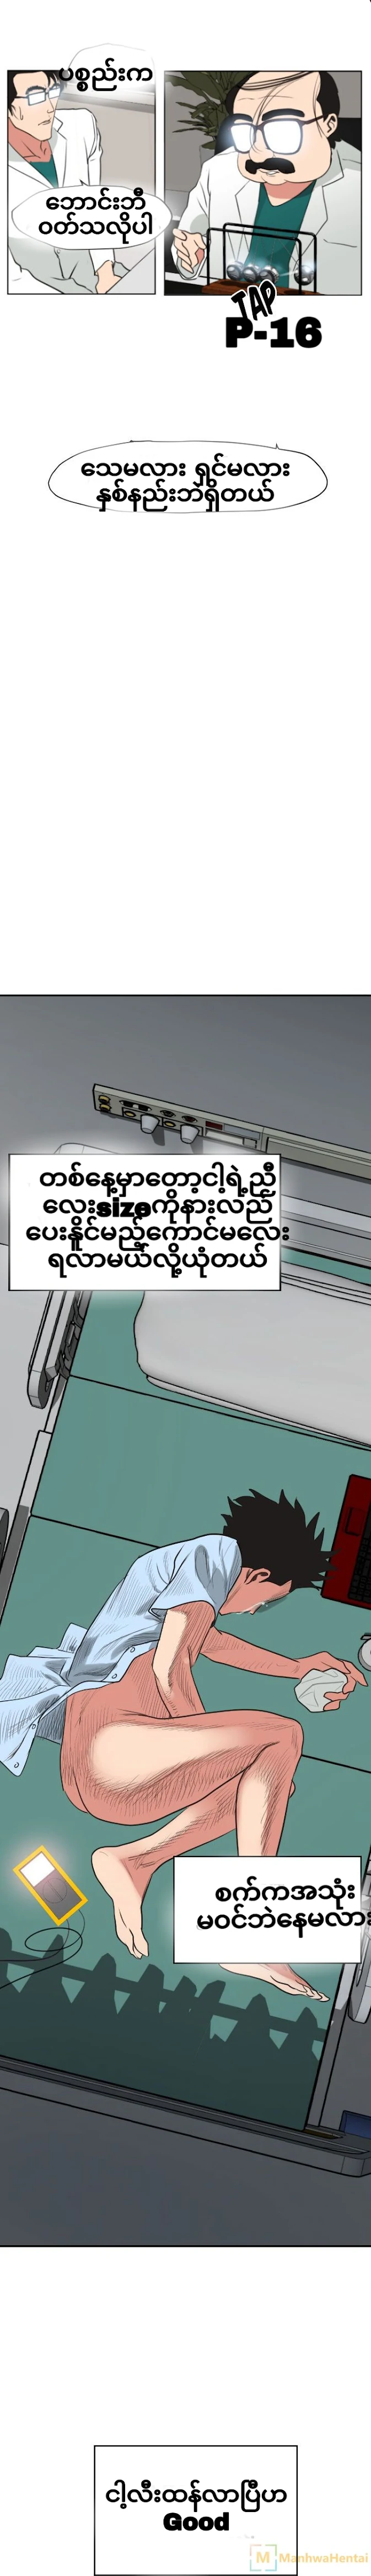 ပစ္စည်းက
ဘောင်းဘီ
ဝတ်သလိုပါ
TAP
P-16
သေမလား ရှင်မလား
နှစ်နည်းဘဲရှိတယ်
တစ်နေ့မှာတော့ငါ့ရဲ့ညီ
လေးsizeကိုနားလည်
ပေးနိူင်မည့်ကောင်မလေး
ရလာမယ်လို့ယုံတယ်
စက်ကအသုံး
မဝင်ဘဲနေမလား
ငါ့လီးထန်လာပြီဟ
Good
ManhwaHentai